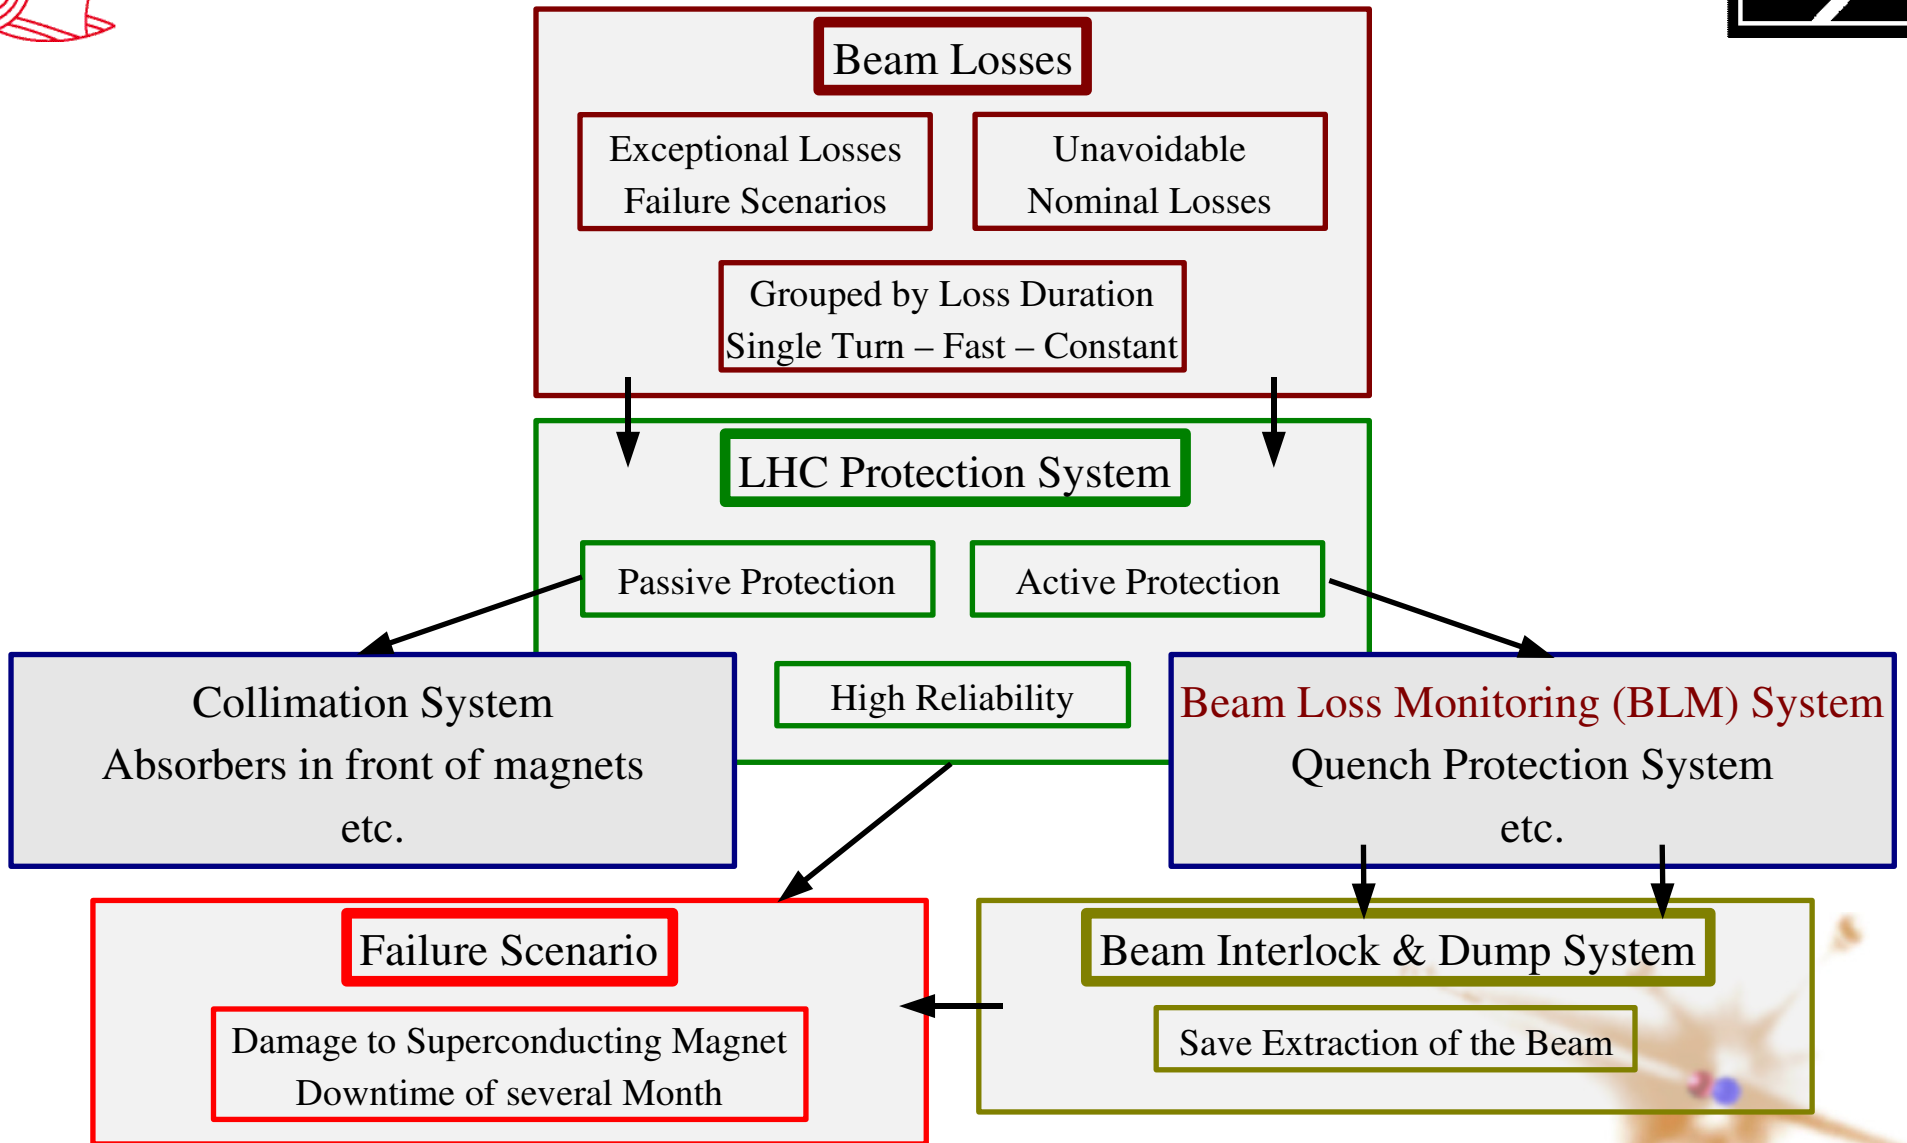 Beam Losses
Exceptional Losses
Failure Scenarios
Unavoidable
Nominal Losses
Grouped by Loss Duration
Single Turn – Fast – Constant
LHC Protection System
Passive Protection
Active Protection
High Reliability
Collimation System
Absorbers in front of magnets
etc.
Beam Loss Monitoring (BLM) System
Quench Protection System
etc.
Failure Scenario
Damage to Superconducting Magnet
Downtime of several Month
Beam Interlock & Dump System
Save Extraction of the Beam